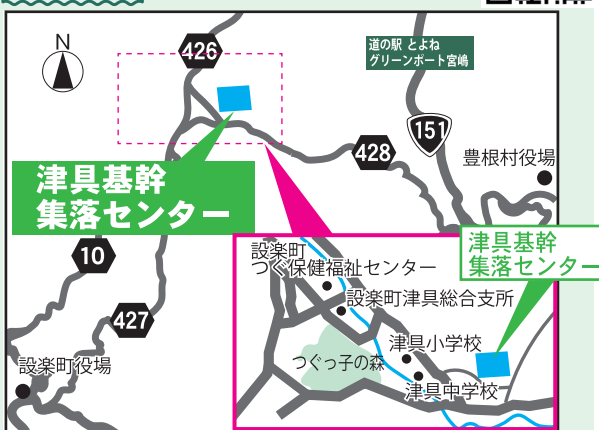 N
426
道の駅 とよね
グリーンポート宮嶋
151
428
豊根村役場
津具基幹
集落センター
10
427
設楽町役場
設楽町
つぐ保健福祉センター
設楽町津具総合支所
津具基幹
集落センター
津具小学校
つぐっ子の森
津具中学校